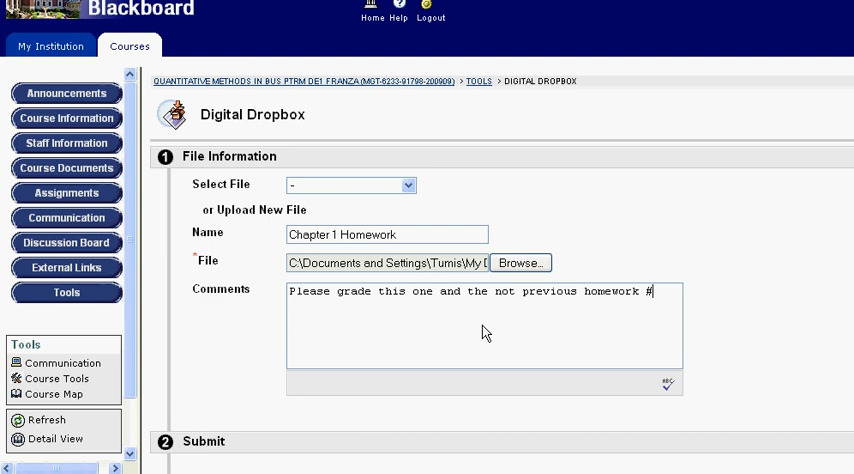 Blackboard
Home Help Logout
My Institution Courses
QUANTITATIVE METHODS IN BUS PTRM DE1 FRANZA (MGT-6233-91798-200909) > TOOLS > DIGITAL DROPBOX
Announcements
Course Information
Staff Information
Course Documents
Assignments
Communication
Discussion Board
External Links
Tools
Tools
Communication
Course Tools
Course Map
Refresh
Detail View
Digital Dropbox
1 File Information
Select File -
or Upload New File
Name Chapter 1 Homework
*File C:\Documents and Settings\Tumis\My D Browse...
Comments Please grade this one and the not previous homework #
ABC
2 Submit